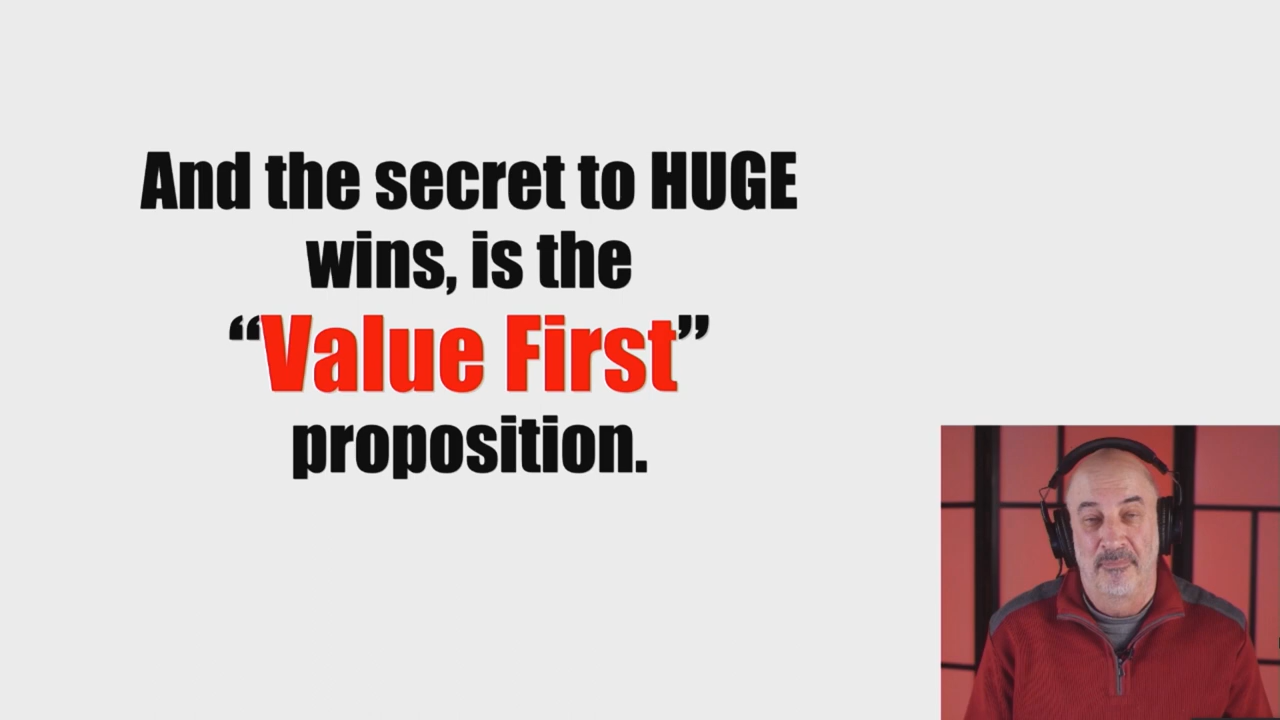 And the secret to HUGE
wins, is the
“Value First”
proposition.